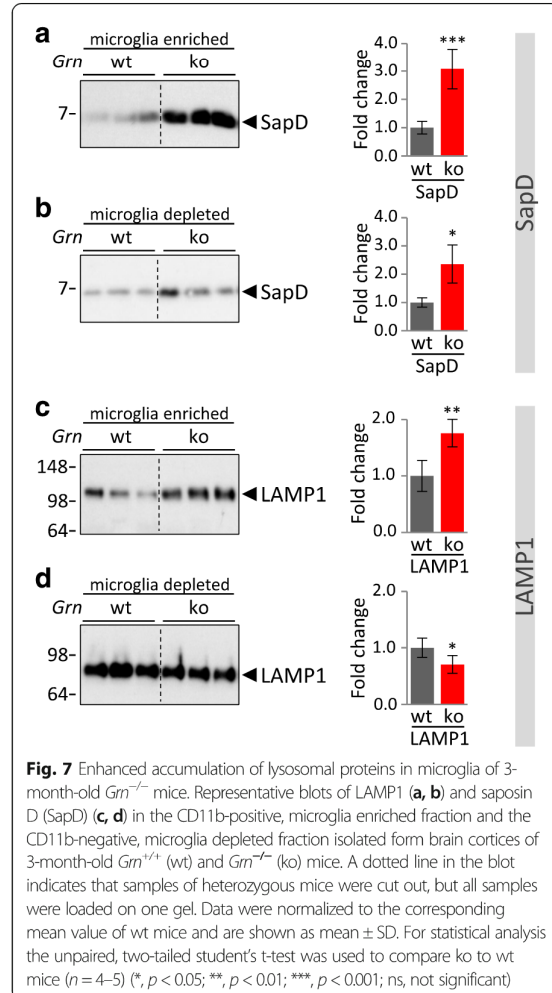 a
microglia enriched
Grn wt ko
7-
SapD
Fold change
4.0
3.0
2.0
1.0
0.0
***
wt ko
SapD
b
microglia depleted
Grn wt ko
7-
SapD
Fold change
4.0
3.0
2.0
1.0
0.0
*
wt ko
SapD
SapD
c
microglia enriched
Grn wt ko
148-
98-
64-
LAMP1
Fold change
2.0
1.0
0.0
**
wt ko
LAMP1
d
microglia depleted
Grn wt ko
98-
64-
LAMP1
Fold change
2.0
1.0
0.0
*
wt ko
LAMP1
LAMP1
Fig. 7 Enhanced accumulation of lysosomal proteins in microglia of 3-
month-old Grn−/− mice. Representative blots of LAMP1 (a, b) and saposin
D (SapD) (c, d) in the CD11b-positive, microglia enriched fraction and the
CD11b-negative, microglia depleted fraction isolated form brain cortices of
3-month-old Grn+/+ (wt) and Grn−/− (ko) mice. A dotted line in the blot
indicates that samples of heterozygous mice were cut out, but all samples
were loaded on one gel. Data were normalized to the corresponding
mean value of wt mice and are shown as mean ± SD. For statistical analysis
the unpaired, two-tailed student's t-test was used to compare ko to wt
mice (n = 4–5) (*, p < 0.05; **, p < 0.01; ***, p < 0.001; ns, not significant)